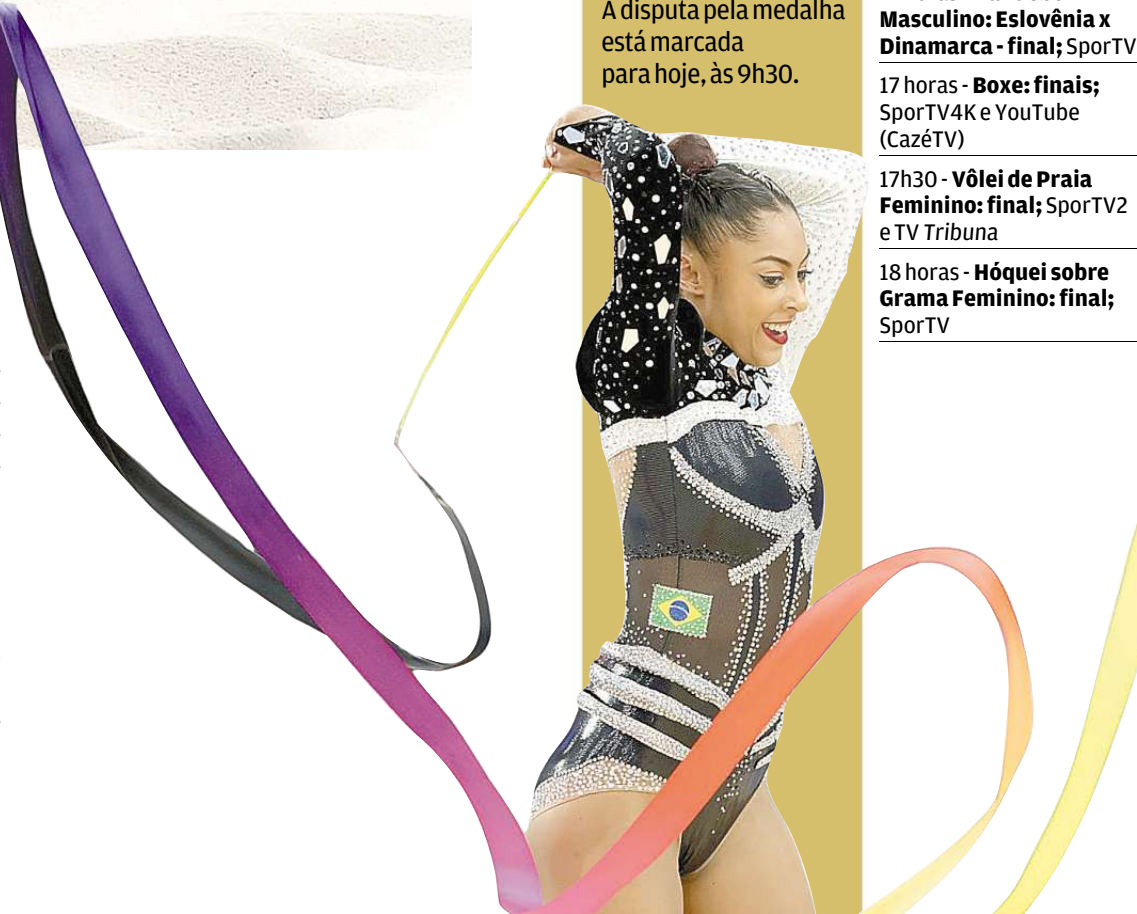 A disputa pela medalha
está marcada
para hoje, às 9h30.
Masculino: Eslovênia x
Dinamarca - final; SporTV
17 horas - Boxe: finais;
SporTV4K e YouTube
(CazéTV)
17h30 - Vôlei de Praia
Feminino: final; SporTV2
e TV Tribuna
18 horas - Hóquei sobre
Grama Feminino: final;
SporTV